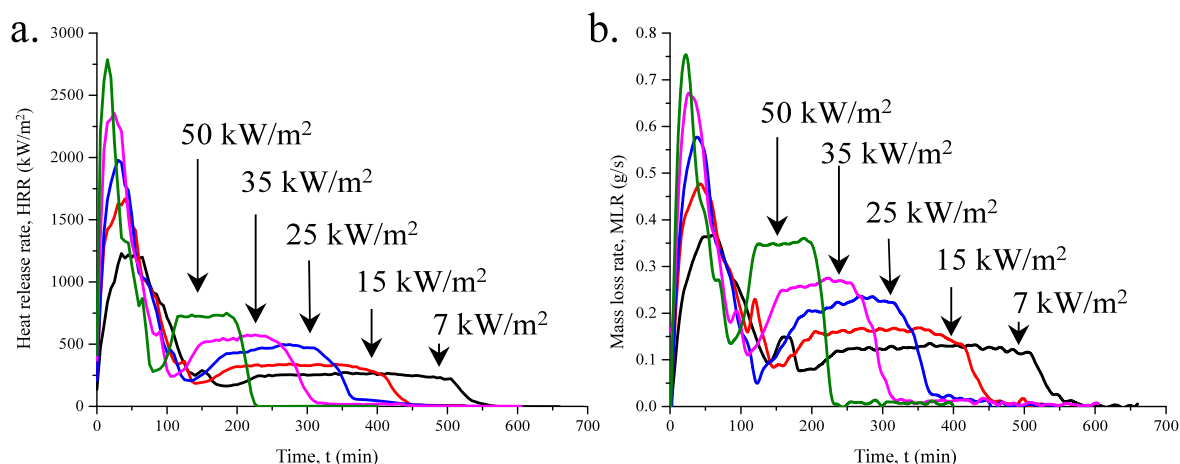 a.
Heat release rate, HRR (kW/m²)
3000
2500
2000
1500
1000
500
0
50 kW/m²
35 kW/m²
25 kW/m²
15 kW/m²
7 kW/m²
0 100 200 300 400 500 600 700
Time, t (min)
b.
Mass loss rate, MLR (g/s)
0.8
0.7
0.6
0.5
0.4
0.3
0.2
0.1
0.0
50 kW/m²
35 kW/m²
25 kW/m²
15 kW/m²
7 kW/m²
0 100 200 300 400 500 600 700
Time, t (min)